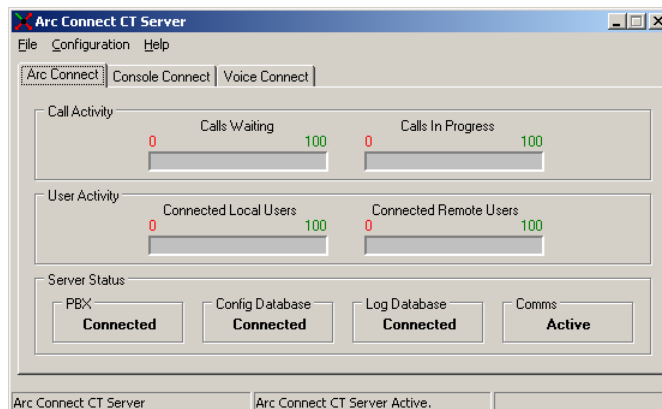 Arc Connect CT Server
File Configuration Help
Arc Connect Console Connect Voice Connect
Call Activity
Calls Waiting Calls In Progress
0 100 0 100
User Activity
Connected Local Users Connected Remote Users
0 100 0 100
Server Status
PBX Config Database Log Database Comms
Connected Connected Connected Active
Arc Connect CT Server Arc Connect CT Server Active.